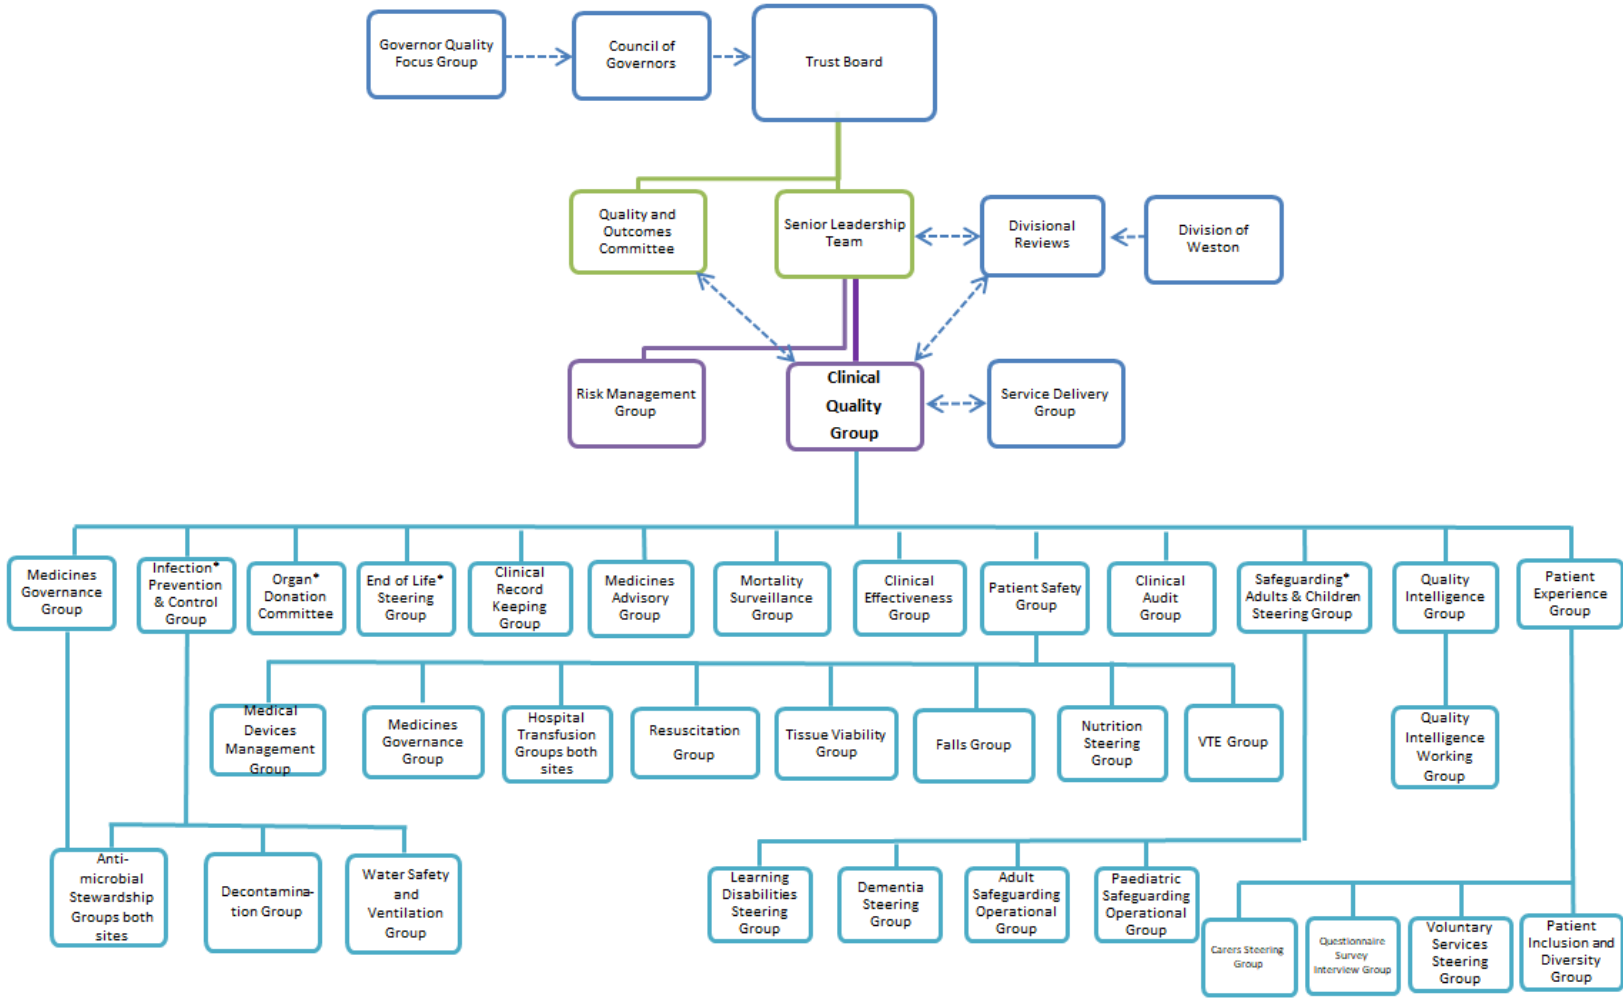 Governor Quality
Focus Group
Council of
Governors
Trust Board
Quality and
Outcomes
Committee
Senior Leadership
Team
Divisional
Reviews
Division of
Weston
Risk Management
Group
Clinical
Quality
Group
Service Delivery
Group
Medicines
Governance
Group
Infection*
Prevention
& Control
Group
Organ*
Donation
Committee
End of Life*
Steering
Group
Clinical
Record
Keeping
Group
Medicines
Advisory
Group
Mortality
Surveillance
Group
Clinical
Effectiveness
Group
Patient Safety
Group
Clinical
Audit
Group
Safeguarding*
Adults & Children
Steering Group
Quality
Intelligence
Group
Patient
Experience
Group
Medical
Devices
Management
Group
Medicines
Governance
Group
Hospital
Transfusion
Groups both
sites
Resuscitation
Group
Tissue Viability
Group
Falls Group
Nutrition
Steering
Group
VTE Group
Quality
Intelligence
Working
Group
Anti-
microbial
Stewardship
Groups both
sites
Decontamina-
tion Group
Water Safety
and
Ventilation
Group
Learning
Disabilities
Steering
Group
Dementia
Steering
Group
Adult
Safeguarding
Operational
Group
Paediatric
Safeguarding
Operational
Group
Carers Steering
Group
Questionnaire
Survey
Interview Group
Voluntary
Services
Steering
Group
Patient
Inclusion and
Diversity
Group